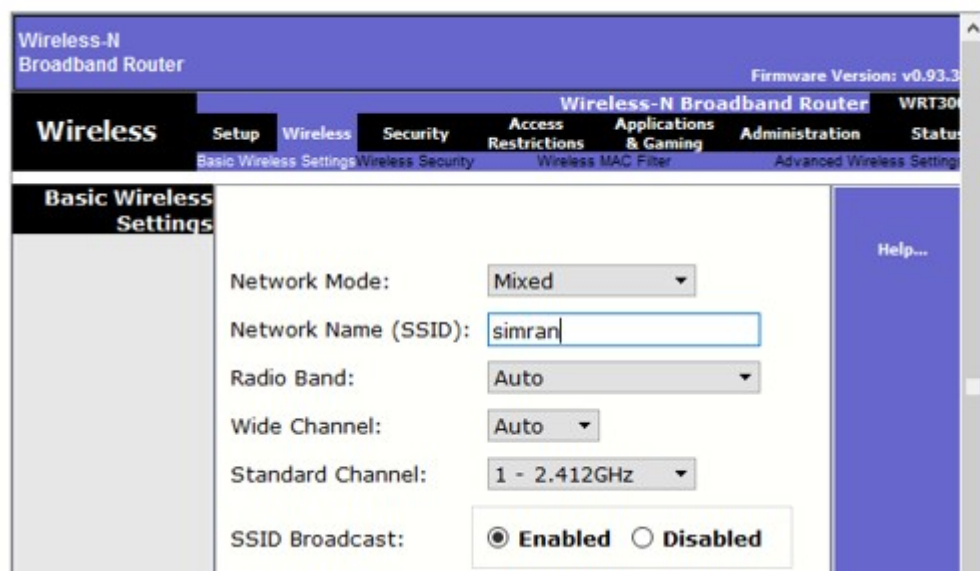 Wireless-N
Broadband Router
Firmware Version: v0.93.3
Wireless-N Broadband Router WRT300
Wireless
Setup Wireless Security Access Restrictions Applications & Gaming Administration Status
Basic Wireless Settings Wireless Security Wireless MAC Filter Advanced Wireless Settings
Basic Wireless
Settings
Help...
Network Mode: Mixed
Network Name (SSID): simran
Radio Band: Auto
Wide Channel: Auto
Standard Channel: 1 - 2.412GHz
SSID Broadcast: Enabled Disabled